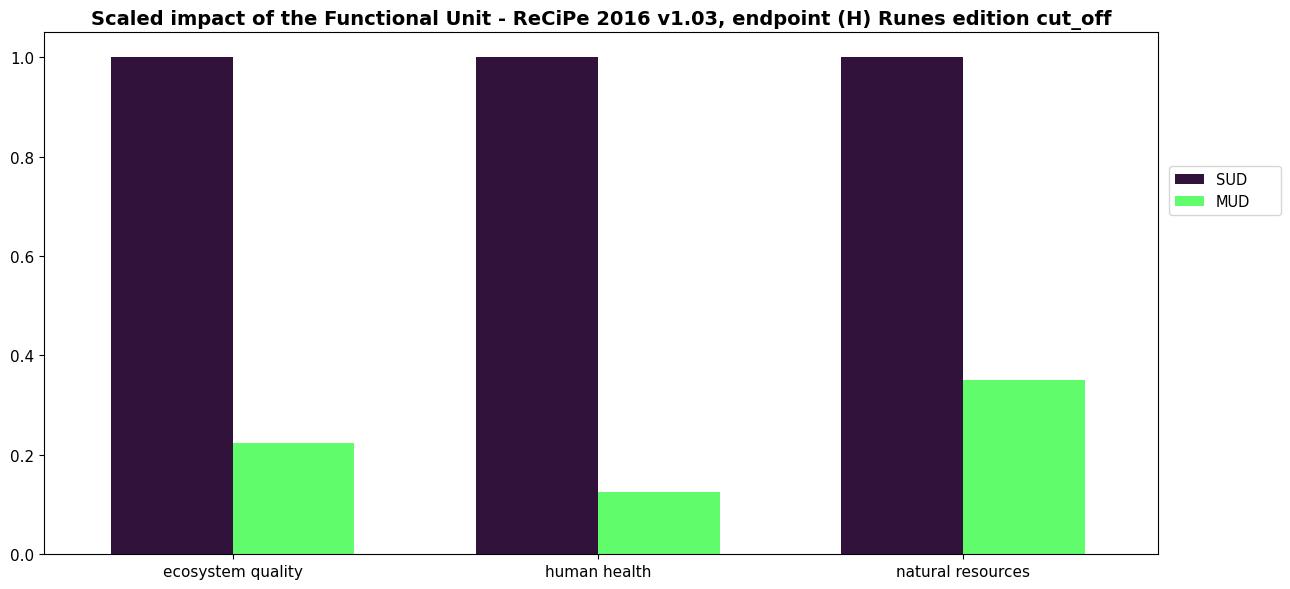 Scaled impact of the Functional Unit - ReCiPe 2016 v1.03, endpoint (H) Runes edition cut_off
1.0
0.8
0.6
0.4
0.2
0.0
ecosystem quality
human health
natural resources
SUD
MUD